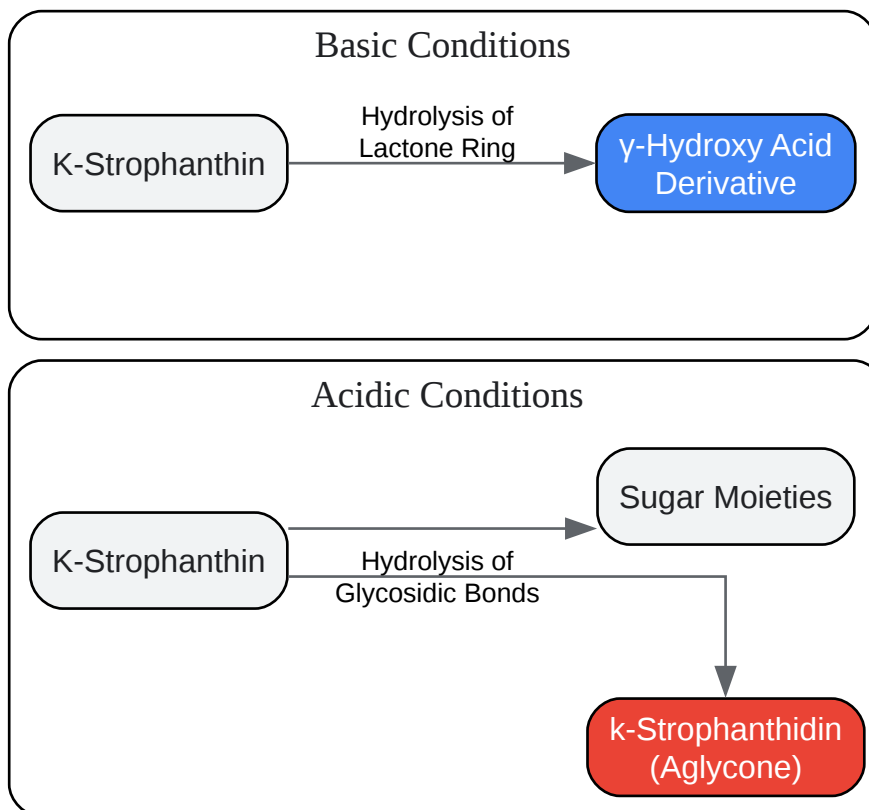 Basic Conditions
K-Strophanthin
Hydrolysis of
Lactone Ring
γ-Hydroxy Acid
Derivative
Acidic Conditions
Sugar Moieties
K-Strophanthin
Hydrolysis of
Glycosidic Bonds
k-Strophanthidin
(Aglycone)